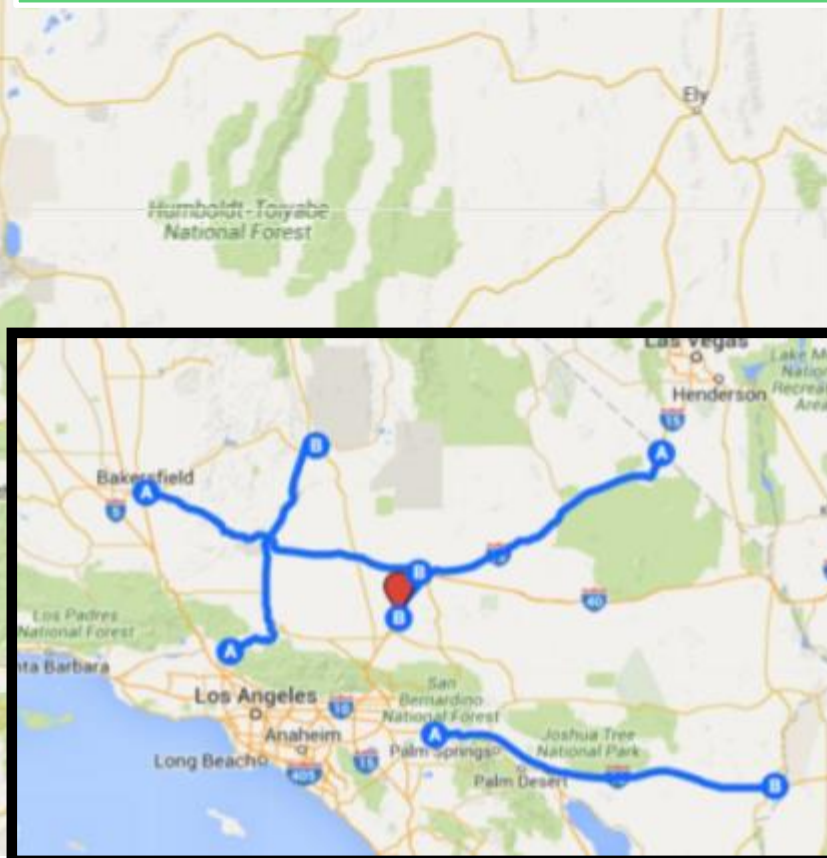 Ely
Humboldt-Toiyabe
National Forest
Las Vegas
Henderson
15
B
A
Bakersfield
A
5
B
40
B
Los Padres
National Forest
A
nta Barbara
San
Bernardino
National Forest
Los Angeles
10
Anaheim
A
Joshua Tree
National Park
Long Beach
405
15
Palm Springs
Palm Desert
B